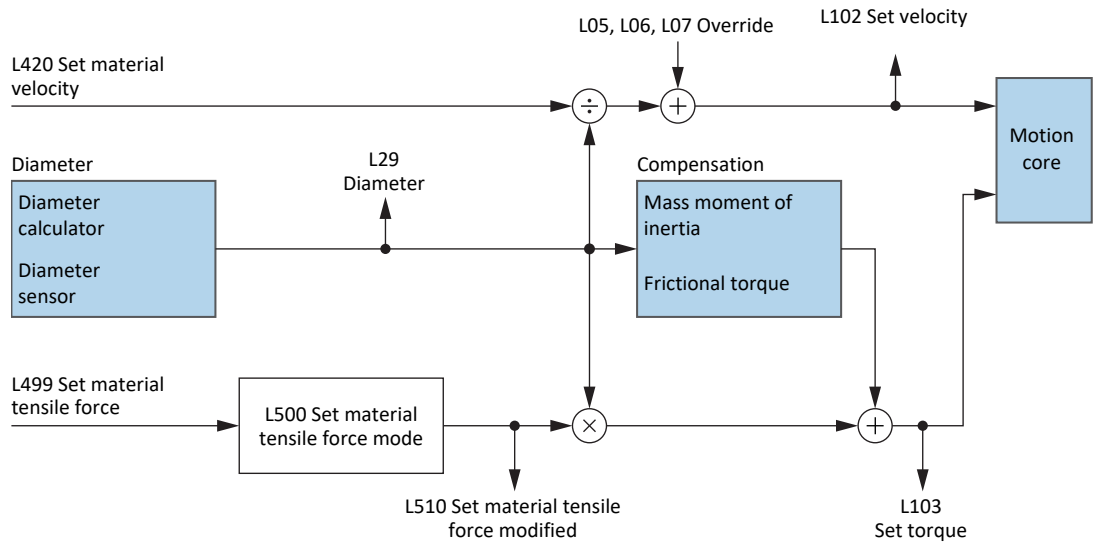 L05, L06, L07 Override
L102 Set velocity
L420 Set material
velocity
÷
+
Motion
core
Diameter
Diameter
calculator
Diameter
sensor
L29
Diameter
Compensation
Mass moment of
inertia
Frictional torque
L499 Set material
tensile force
L500 Set material
tensile force mode
×
+
L510 Set material tensile
force modified
L103
Set torque